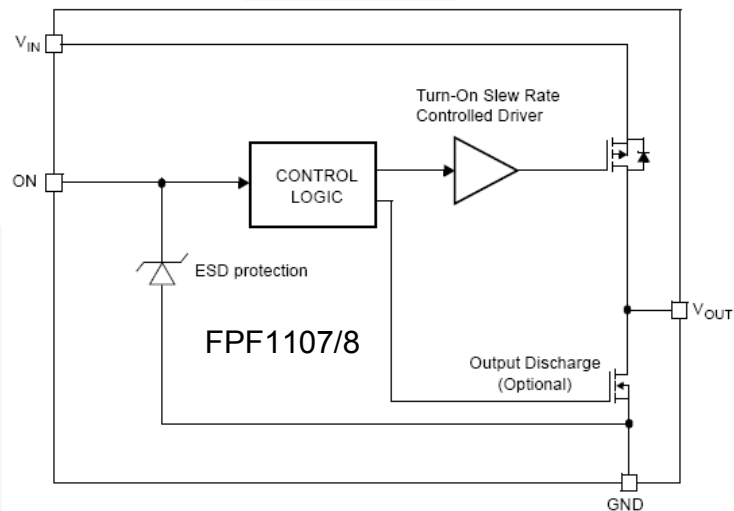 VIN
Turn-On Slew Rate
Controlled Driver
ON
CONTROL
LOGIC
ESD protection
VOUT
FPF1107/8
Output Discharge
(Optional)
GND